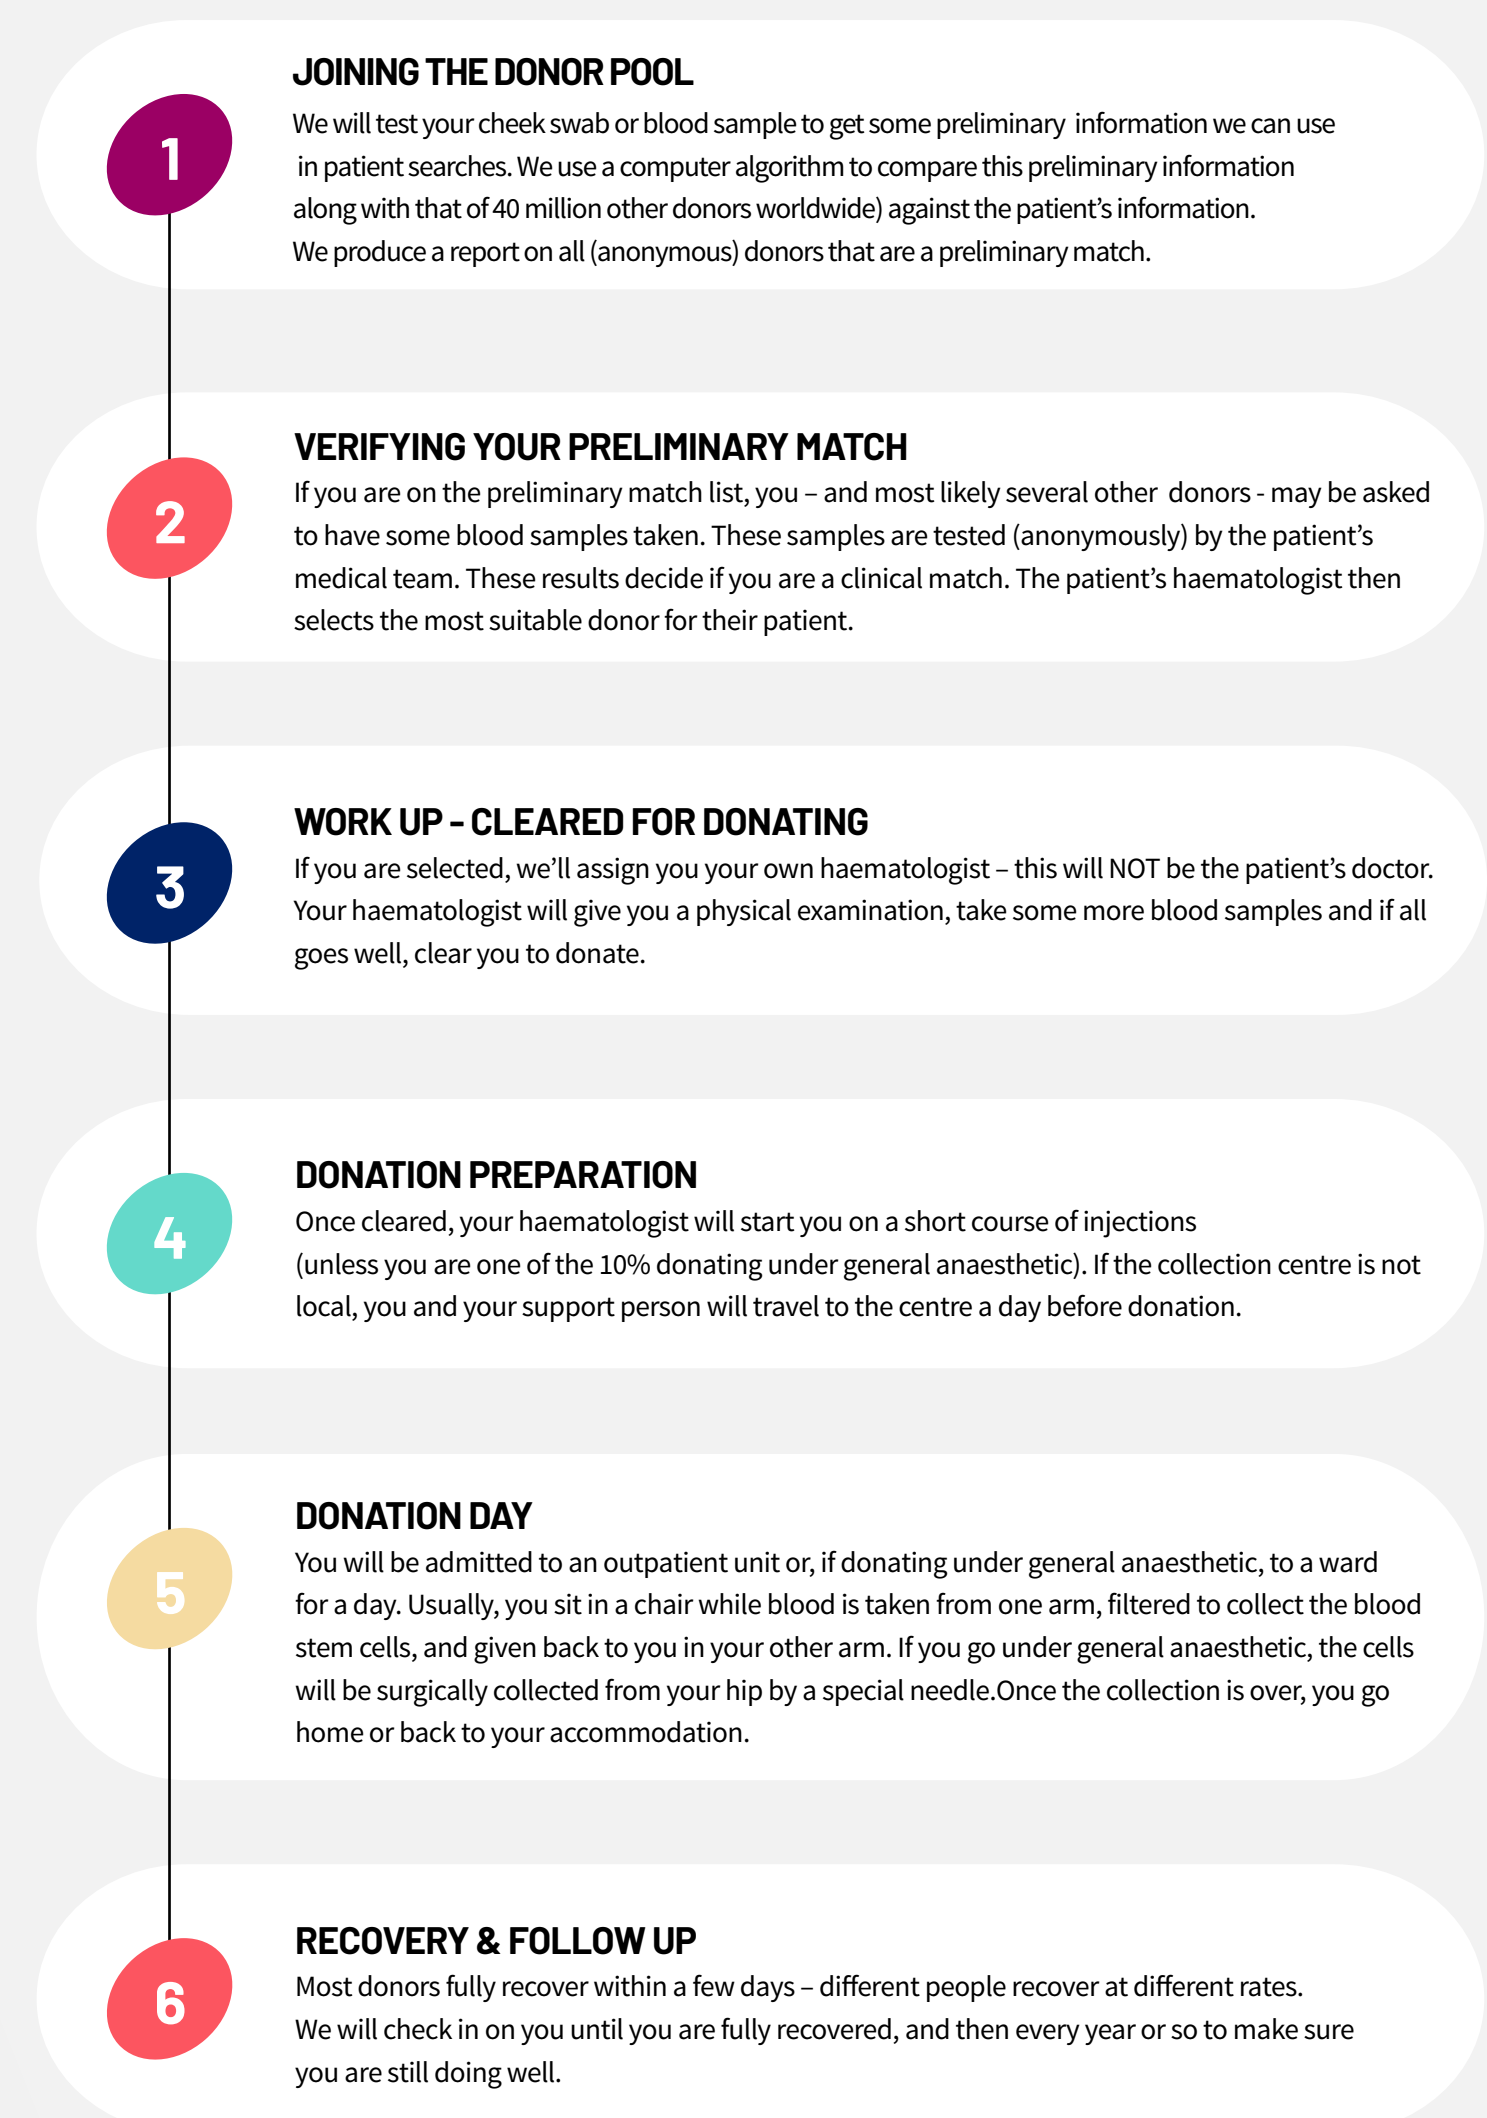 1
JOINING THE DONOR POOL
We will test your cheek swab or blood sample to get some preliminary information we can use
in patient searches. We use a computer algorithm to compare this preliminary information
along with that of 40 million other donors worldwide) against the patient’s information.
We produce a report on all (anonymous) donors that are a preliminary match.
2
VERIFYING YOUR PRELIMINARY MATCH
If you are on the preliminary match list, you – and most likely several other donors - may be asked
to have some blood samples taken. These samples are tested (anonymously) by the patient’s
medical team. These results decide if you are a clinical match. The patient’s haematologist then
selects the most suitable donor for their patient.
3
WORK UP - CLEARED FOR DONATING
If you are selected, we’ll assign you your own haematologist – this will NOT be the patient’s doctor.
Your haematologist will give you a physical examination, take some more blood samples and if all
goes well, clear you to donate.
4
DONATION PREPARATION
Once cleared, your haematologist will start you on a short course of injections
(unless you are one of the 10% donating under general anaesthetic). If the collection centre is not
local, you and your support person will travel to the centre a day before donation.
5
DONATION DAY
You will be admitted to an outpatient unit or, if donating under general anaesthetic, to a ward
for a day. Usually, you sit in a chair while blood is taken from one arm, filtered to collect the blood
stem cells, and given back to you in your other arm. If you go under general anaesthetic, the cells
will be surgically collected from your hip by a special needle.Once the collection is over, you go
home or back to your accommodation.
6
RECOVERY & FOLLOW UP
Most donors fully recover within a few days – different people recover at different rates.
We will check in on you until you are fully recovered, and then every year or so to make sure
you are still doing well.